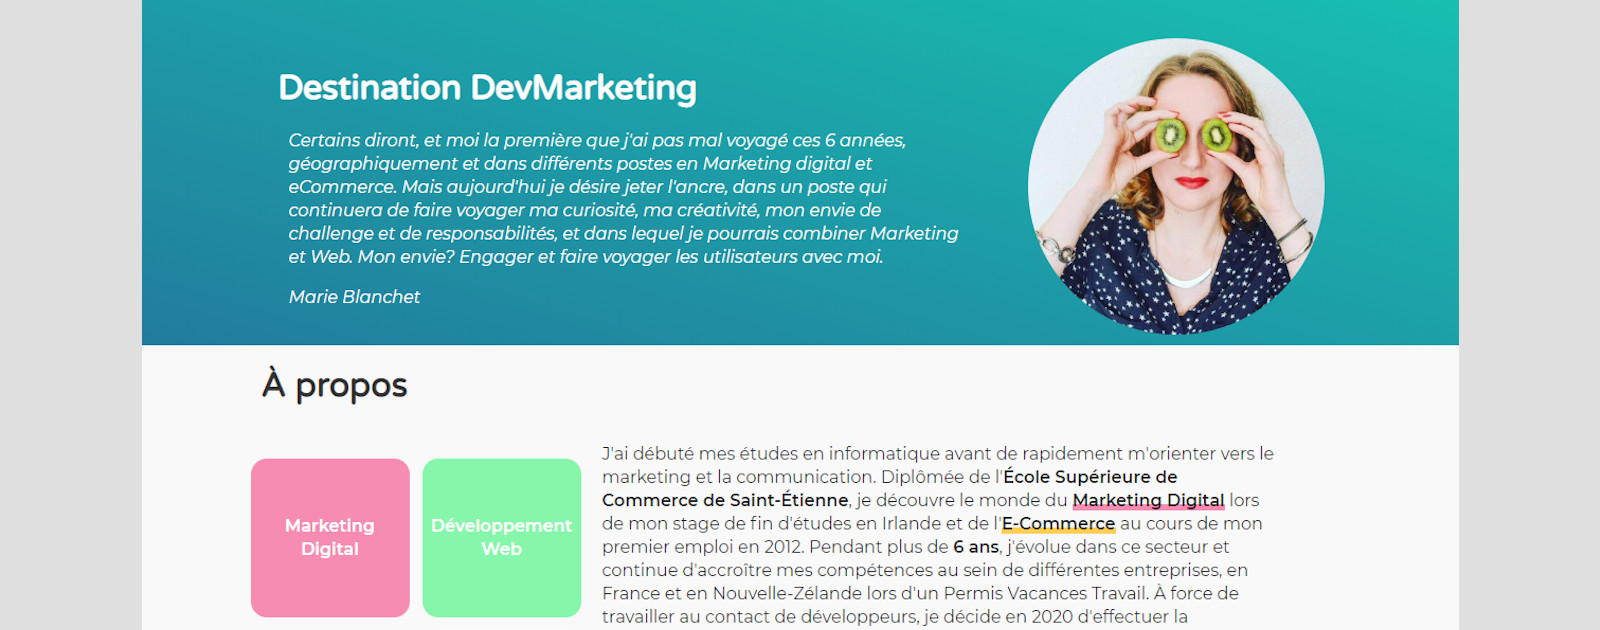 Destination DevMarketing
Certains diront, et moi la première que j'ai pas mal voyagé ces 6 années,
géographiquement et dans différents postes en Marketing digital et
eCommerce. Mais aujourd'hui je désire jeter l'ancre, dans un poste qui
continuera de faire voyager ma curiosité, ma créativité, mon envie de
challenge et de responsabilités, et dans lequel je pourrais combiner Marketing
et Web. Mon envie? Engager et faire voyager les utilisateurs avec moi.
Marie Blanchet
À propos
Marketing
Digital
Développement
Web
J'ai débuté mes études en informatique avant de rapidement m'orienter vers le
marketing et la communication. Diplômée de l'École Supérieure de
Commerce de Saint-Étienne, je découvre le monde du Marketing Digital lors
de mon stage de fin d'études en Irlande et de l'E-Commerce au cours de mon
premier emploi en 2012. Pendant plus de 6 ans, j'évolue dans ce secteur et
continue d'accroître mes compétences au sein de différentes entreprises, en
France et en Nouvelle-Zélande lors d'un Permis Vacances Travail. À force de
travailler au contact de développeurs, je décide en 2020 d'effectuer la